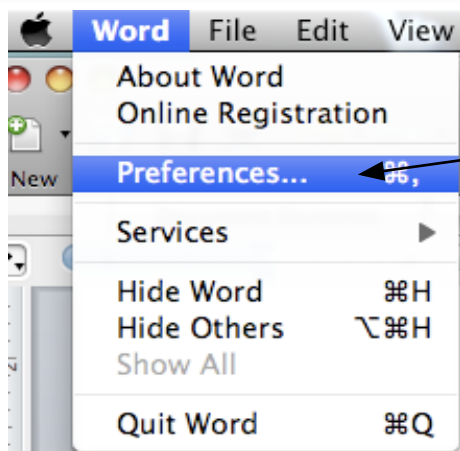 Word File Edit View
About Word
Online Registration
New
Preferences... ⌘,
Services
Hide Word ⌘H
Hide Others ⌥⌘H
Show All
Quit Word ⌘Q